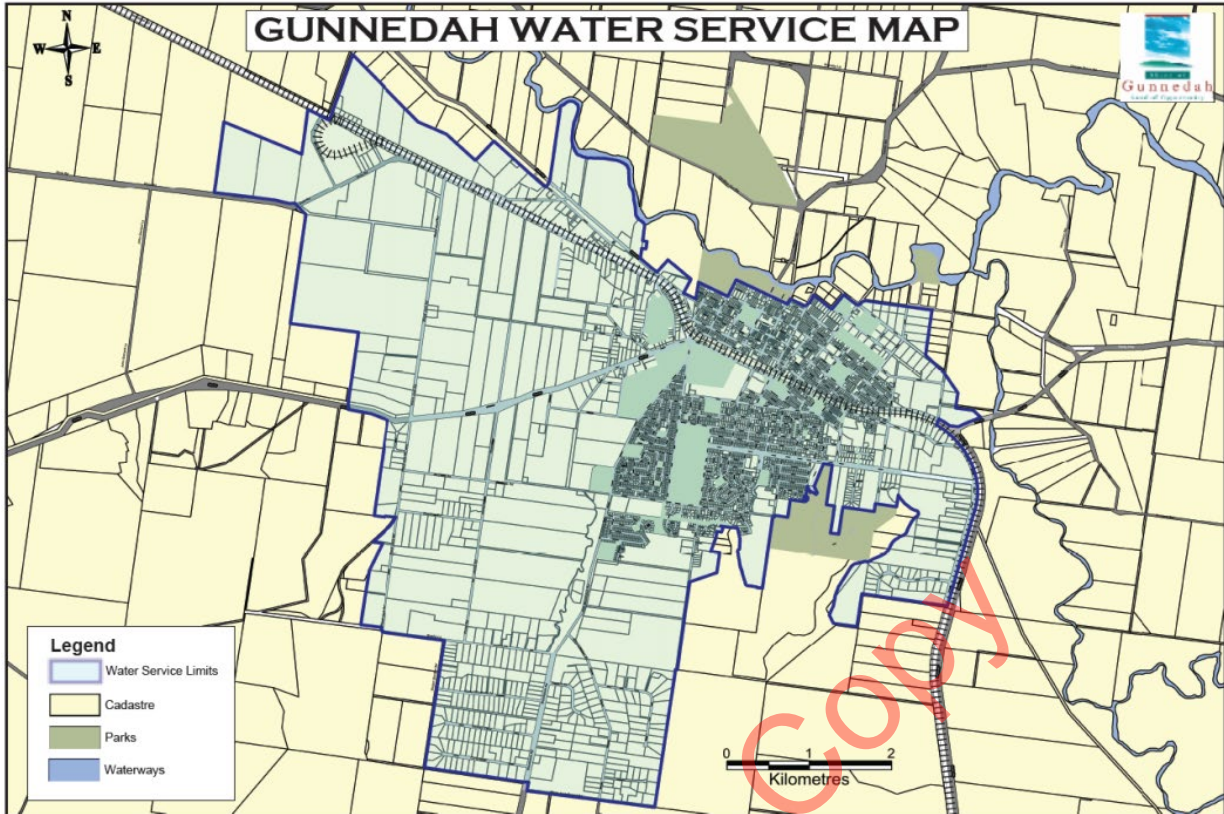 GUNNEDAH WATER SERVICE MAP
N
W E
S
Gunnedah
Legend
Water Service Limits
Cadastre
Parks
Waterways
0 1 2
Kilometres
Copy